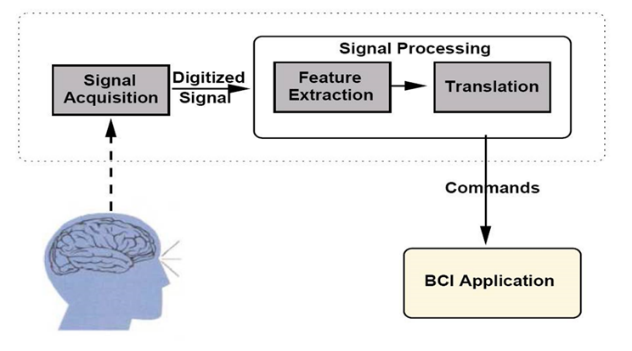 Signal Processing
Signal
Acquisition
Digitized
Signal
Feature
Extraction
Translation
Commands
BCI Application